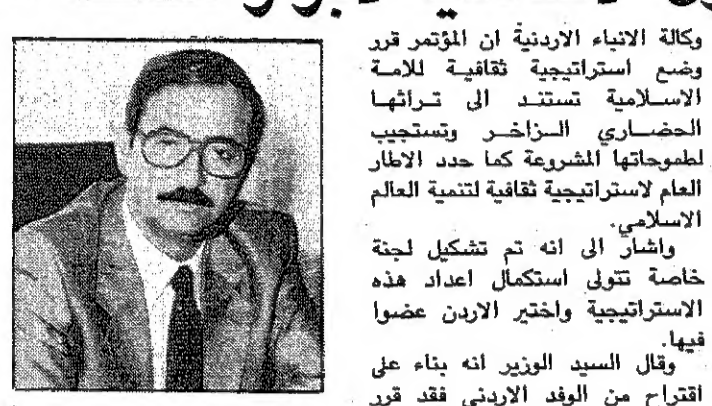 وكالة الانباء الاردنية ان المؤتمر قرر
وضع استراتيجية ثقافية للامة
الاسلامية تستند الى تراثها
الحضاري الزاخر وتستجيب
لطموحاتها المشروعة كما حدد الاطار
العام لاستراتيجية ثقافية لتنمية العالم
الاسلامي.
واشار الى انه تم تشكيل لجنة
خاصة تتولى استكمال اعداد هذه
الاستراتيجية واختير الاردن عضوا
فيها.
وقال السيد الوزير انه بناء على
اقتراح من الوفد الاردني فقد قرر